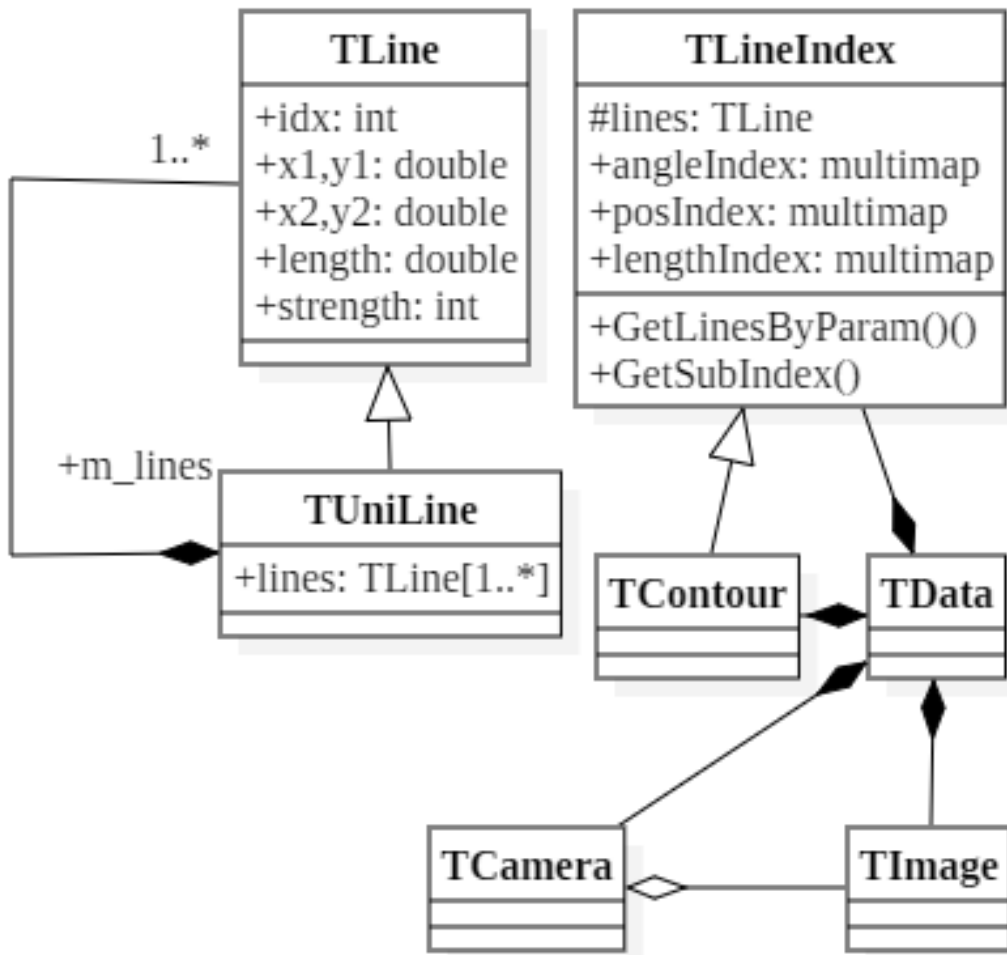 TLine
+idx: int
+x1,y1: double
+x2,y2: double
+length: double
+strength: int
TLineIndex
#lines: TLine
+angleIndex: multimap
+posIndex: multimap
+lengthIndex: multimap
+GetLinesByParam()()
+GetSubIndex()
1..*
+m_lines
TUniLine
+lines: TLine[1..*]
TContour
TData
TCamera
TImage